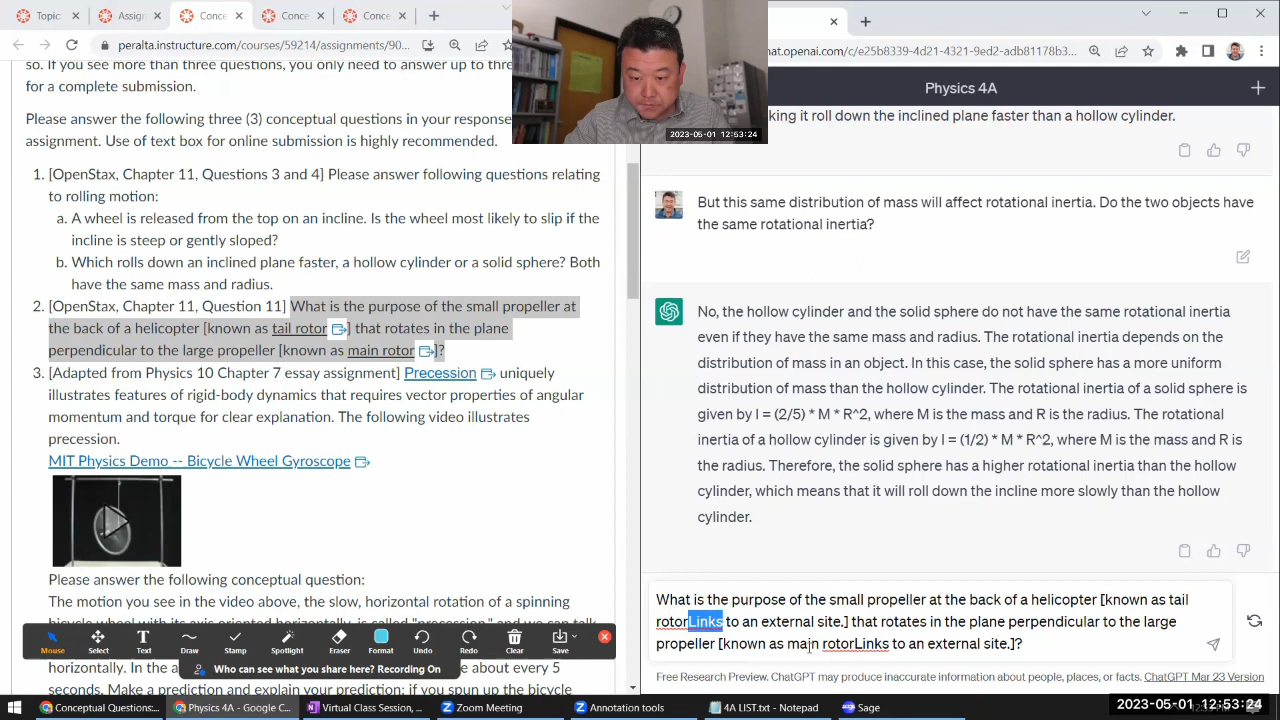 Topic
Assig
Conce
Conce
Conce
peralta.instructure.com/courses/59214/assignments/90...
so. If you see more than three questions, you only need to answer up to thre
for a complete submission.
Please answer the following three (3) conceptual questions in your response
assignment. Use of text box for online submission is highly recommended.
1. [OpenStax, Chapter 11, Questions 3 and 4] Please answer following questions relating
to rolling motion:
a. A wheel is released from the top on an incline. Is the wheel most likely to slip if the
incline is steep or gently sloped?
b. Which rolls down an inclined plane faster, a hollow cylinder or a solid sphere? Both
have the same mass and radius.
2. [OpenStax, Chapter 11, Question 11] What is the purpose of the small propeller at
the back of a helicopter [known as tail rotor ] that rotates in the plane
perpendicular to the large propeller [known as main rotor ]?
3. [Adapted from Physics 10 Chapter 7 essay assignment] Precession uniquely
illustrates features of rigid-body dynamics that requires vector properties of angular
momentum and torque for clear explanation. The following video illustrates
precession.
MIT Physics Demo -- Bicycle Wheel Gyroscope
Please answer the following conceptual question:
The motion you see in the video above, the slow, horizontal rotation of a spinning
horizontally. In
e about every 5
seconds. Make a prediction and explain your prediction: if you spun up the bicycle
Mouse
Select
Text
Draw
Stamp
Spotlight
Eraser
Format
Undo
Redo
Clear
Save
Who can see what you share here? Recording On
2023-05-01 12:53:24
hat.openai.com/c/e25b8339-4d21-4321-9ed2-adb81178b3...
Physics 4A
king it roll down the inclined plane faster than a hollow cylinder.
But this same distribution of mass will affect rotational inertia. Do the two objects have
the same rotational inertia?
No, the hollow cylinder and the solid sphere do not have the same rotational inertia
even if they have the same mass and radius. The rotational inertia depends on the
distribution of mass in an object. In this case, the solid sphere has a more uniform
distribution of mass than the hollow cylinder. The rotational inertia of a solid sphere is
given by I = (2/5) * M * R^2, where M is the mass and R is the radius. The rotational
inertia of a hollow cylinder is given by I = (1/2) * M * R^2, where M is the mass and R is
the radius. Therefore, the solid sphere has a higher rotational inertia than the hollow
cylinder, which means that it will roll down the incline more slowly than the hollow
cylinder.
What is the purpose of the small propeller at the back of a helicopter [known as tail
rotorLinks to an external site.] that rotates in the plane perpendicular to the large
propeller [known as main rotorLinks to an external site.]?
Free Research Preview. ChatGPT may produce inaccurate information about people, places, or facts. ChatGPT Mar 23 Version
Conceptual Questions:...
Physics 4A - Google C...
Virtual Class Session, ...
Zoom Meeting
Annotation tools
4A LIST.txt - Notepad
Sage
2023-05-01 12:53:24